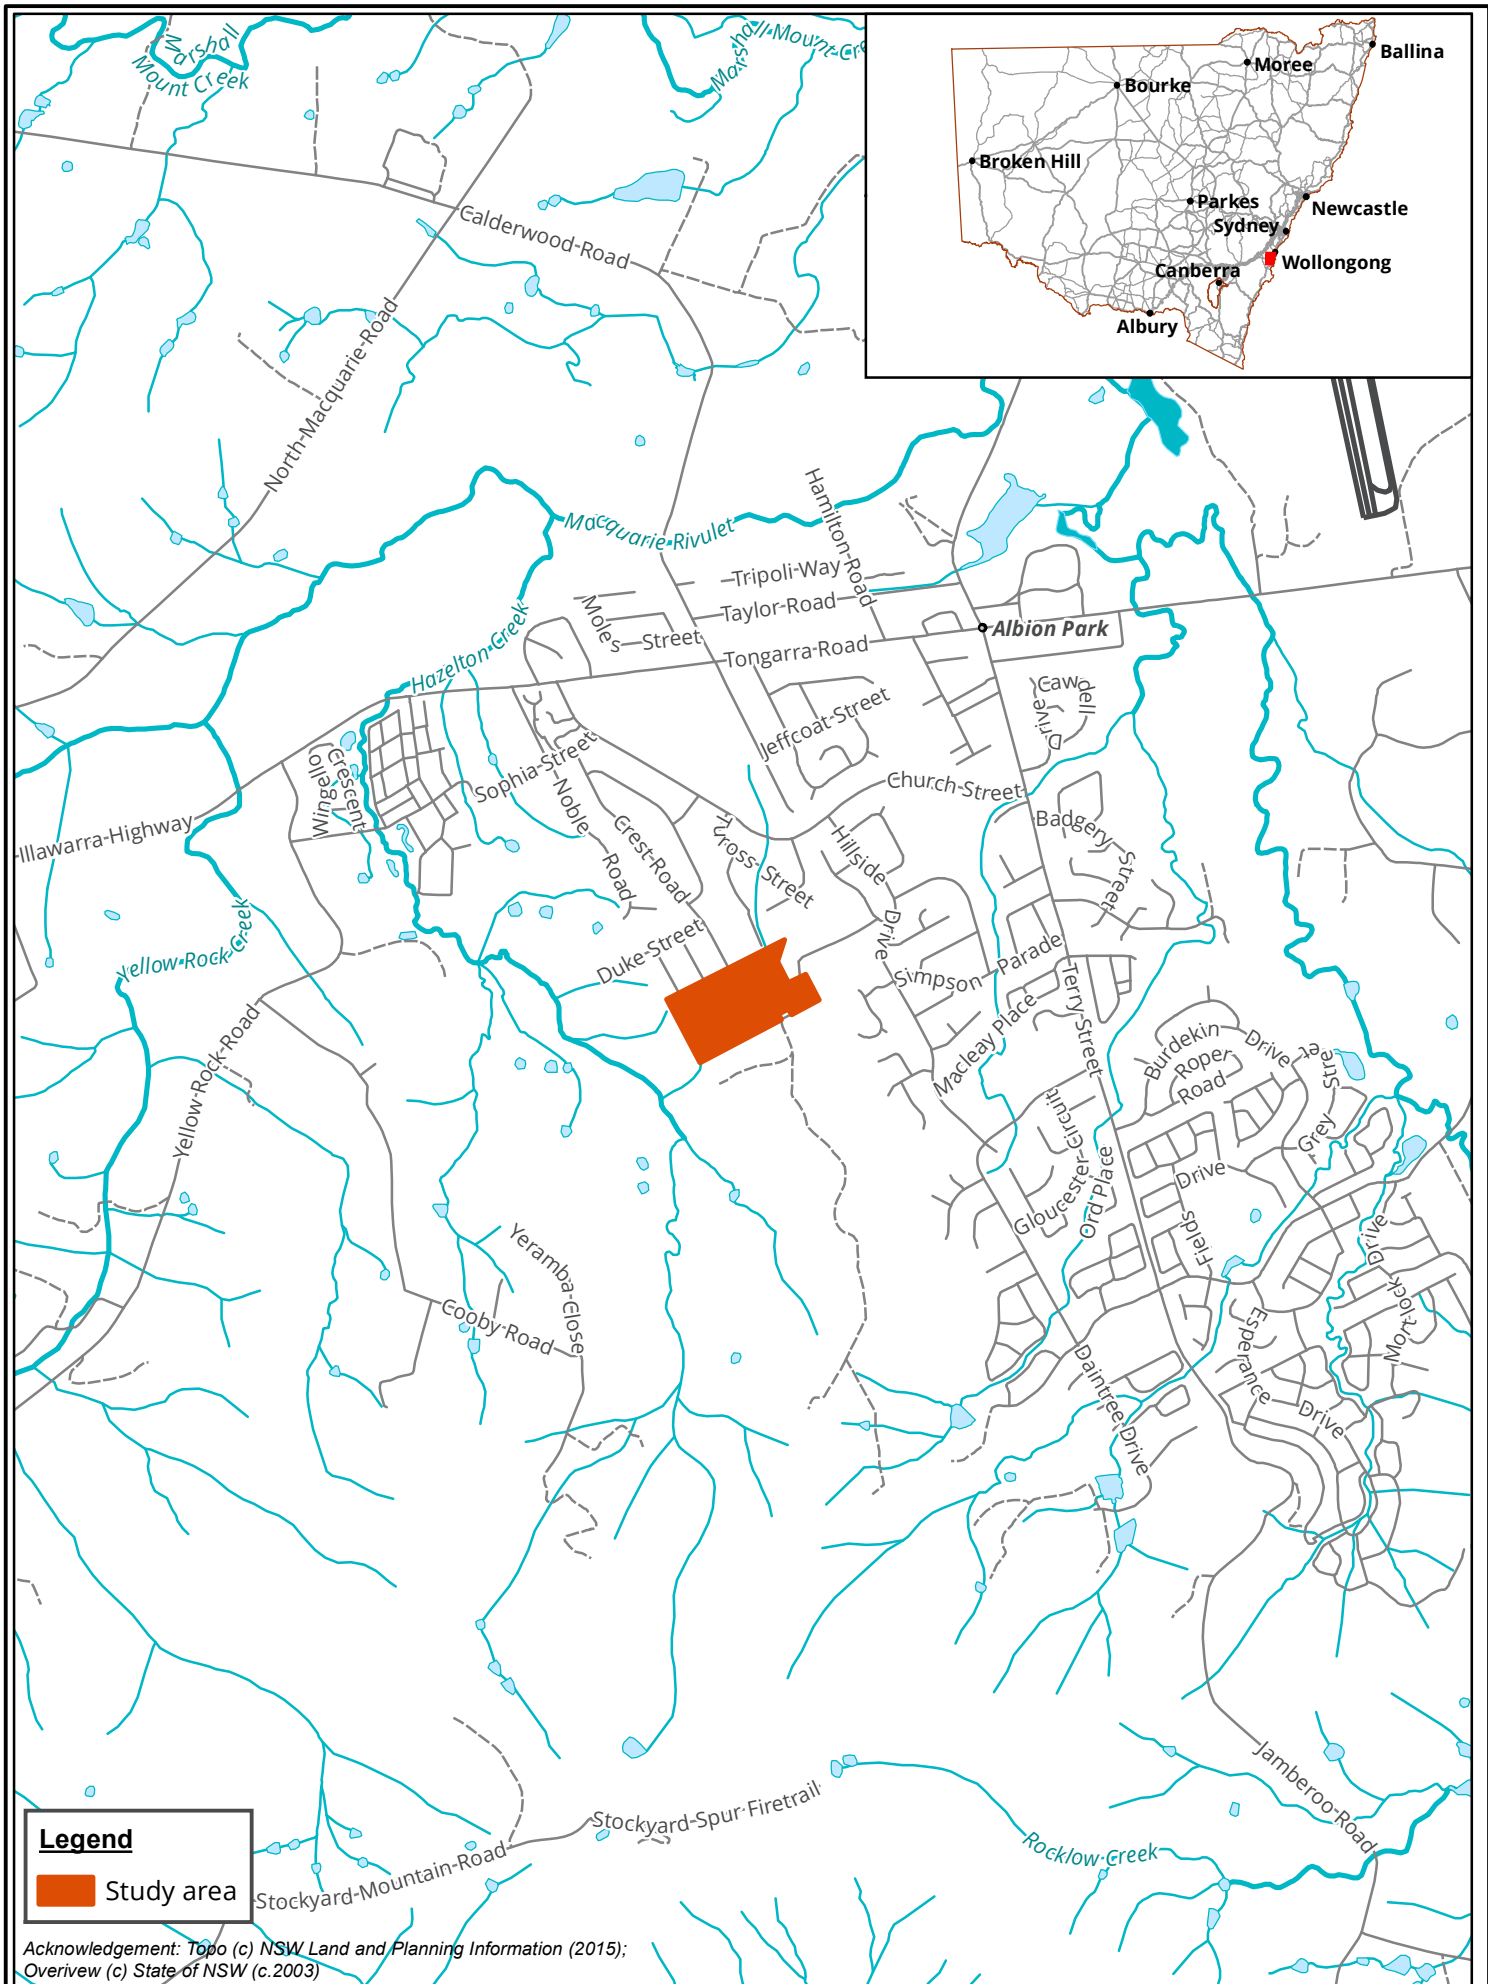 Marshall
Mount Creek
Marshall Mount Cre
Ballina
Moree
Bourke
Broken Hill
Parkes
Newcastle
Sydney
Wollongong
Canberra
Albury
Calderwood Road
North Macquarie Road
Macquarie Rivulet
Hamilton Road
Tripoli Way
Taylor Road
Moles Street
Albion Park
Tongarra Road
Hazelton Creek
Cawdell
Drive
Jeffcoat Street
Sophia Street
Church Street
Wingello
Crescent
Noble
Road
Illawarra Highway
Crest Road
Tuross Street
Hillside
Drive
Badgery
Street
Yellow Rock Creek
Duke Street
Simpson Parade
Terry Street
Macleay Place
Yellow Rock Road
Burdekin
Drive
Roper
Road
Grey
Street
Gloucester Circuit
Ord Place
Fields
Drive
Yeramba Close
Cooby Road
Mortlock
Drive
Esperance
Drive
Daintree Drive
Jamberoo Road
Stockyard Spur Firetrail
Rocklow Creek
Stockyard Mountain Road
Legend
Study area
Acknowledgement: Topo (c) NSW Land and Planning Information (2015);
Overivew (c) State of NSW (c.2003)